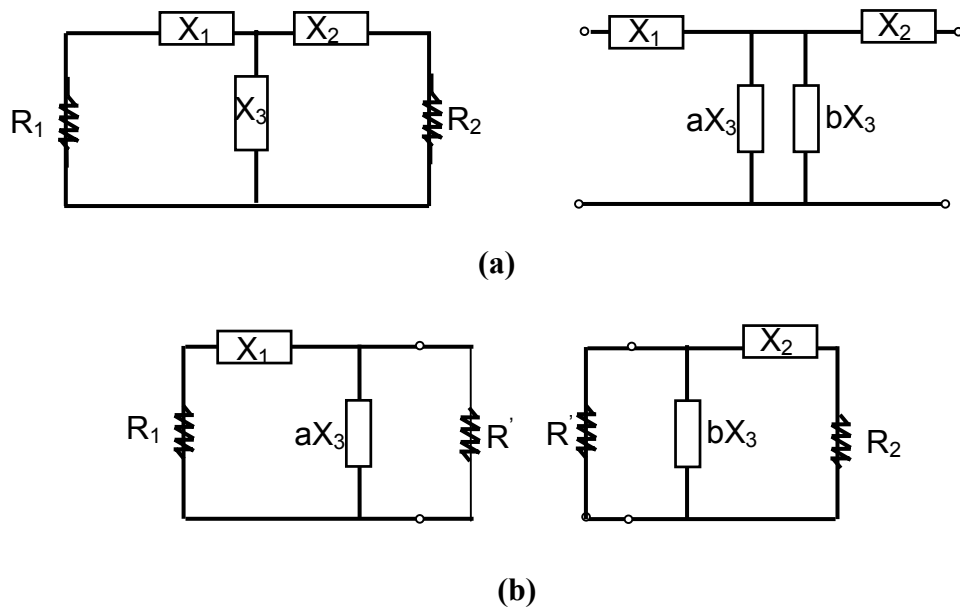 X₁ X₂ X₁ X₂
R₁ X₃ R₂ aX₃ bX₃
(a)
X₁ X₂
R₁ aX₃ R' R' bX₃ R₂
(b)